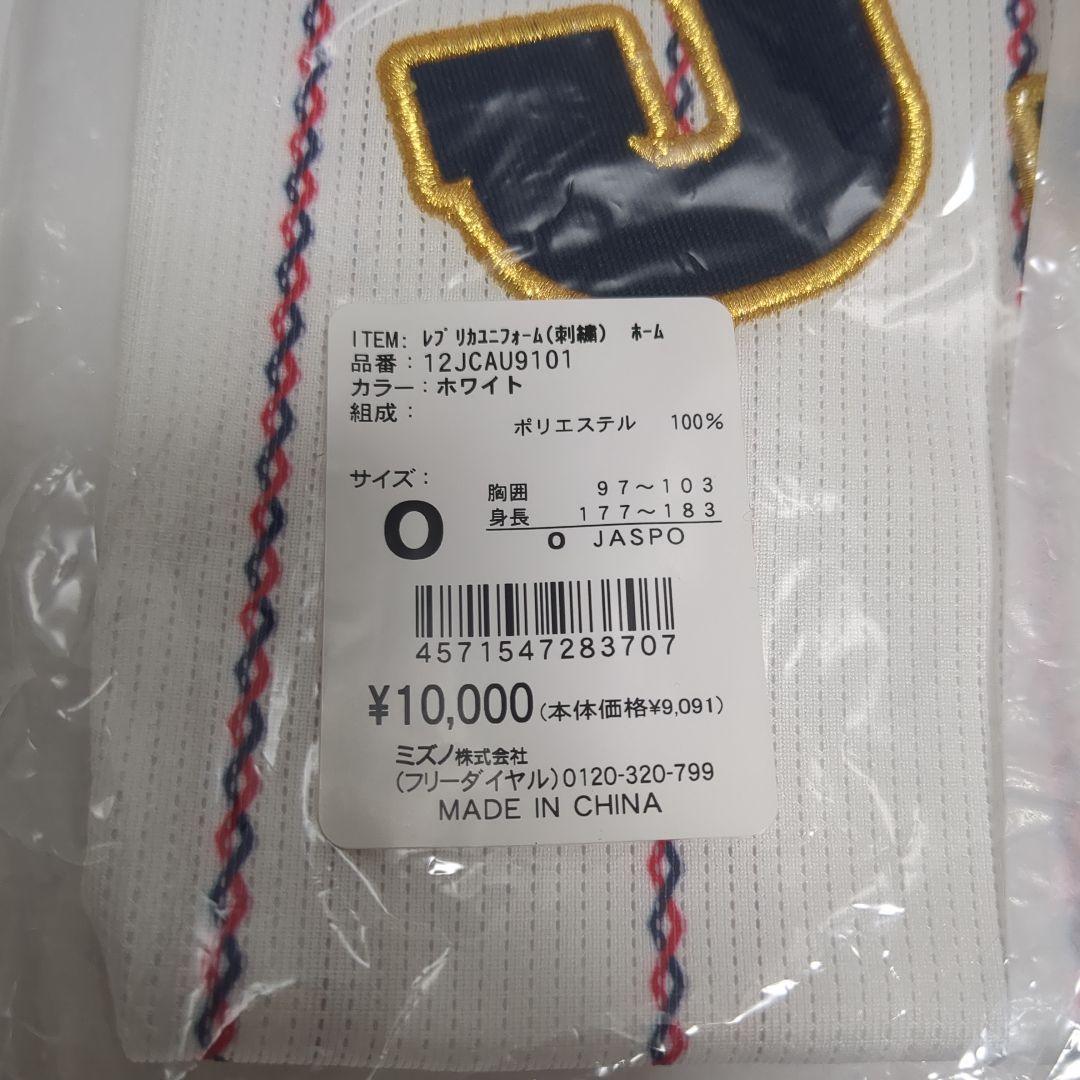 ITEM: ﾚﾌﾟﾘｶﾕﾆﾌｫｰﾑ(刺繡) ﾎｰﾑ
品番：12JCAU9101
カラー：ホワイト
組成：
ポリエステル 100%
サイズ：
O
胸囲 97～103
身長 177～183
O JASPO
4571547283707
¥10,000(本体価格¥9,091)
ミズノ株式会社
(フリーダイヤル)0120-320-799
MADE IN CHINA